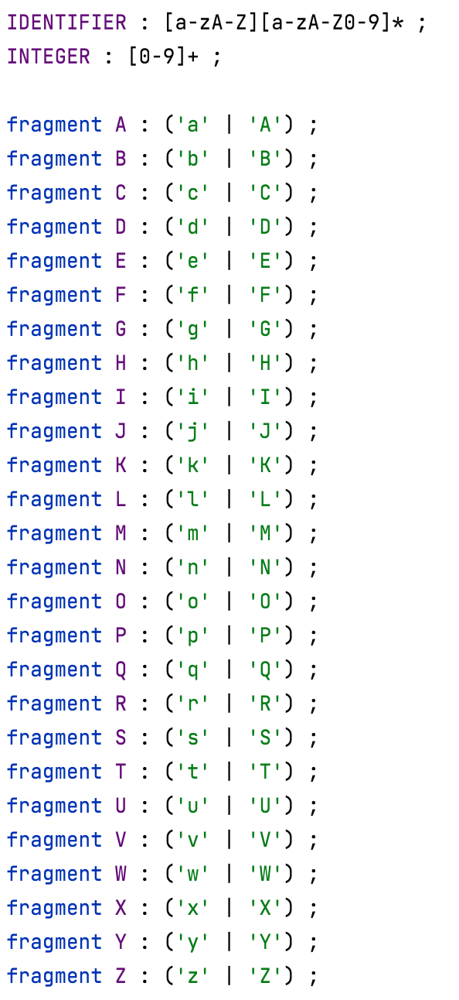 IDENTIFIER : [a-zA-Z][a-zA-Z0-9]* ;
INTEGER : [0-9]+ ;
fragment A : ('a' | 'A') ;
fragment B : ('b' | 'B') ;
fragment C : ('c' | 'C') ;
fragment D : ('d' | 'D') ;
fragment E : ('e' | 'E') ;
fragment F : ('f' | 'F') ;
fragment G : ('g' | 'G') ;
fragment H : ('h' | 'H') ;
fragment I : ('i' | 'I') ;
fragment J : ('j' | 'J') ;
fragment K : ('k' | 'K') ;
fragment L : ('l' | 'L') ;
fragment M : ('m' | 'M') ;
fragment N : ('n' | 'N') ;
fragment O : ('o' | 'O') ;
fragment P : ('p' | 'P') ;
fragment Q : ('q' | 'Q') ;
fragment R : ('r' | 'R') ;
fragment S : ('s' | 'S') ;
fragment T : ('t' | 'T') ;
fragment U : ('u' | 'U') ;
fragment V : ('v' | 'V') ;
fragment W : ('w' | 'W') ;
fragment X : ('x' | 'X') ;
fragment Y : ('y' | 'Y') ;
fragment Z : ('z' | 'Z') ;